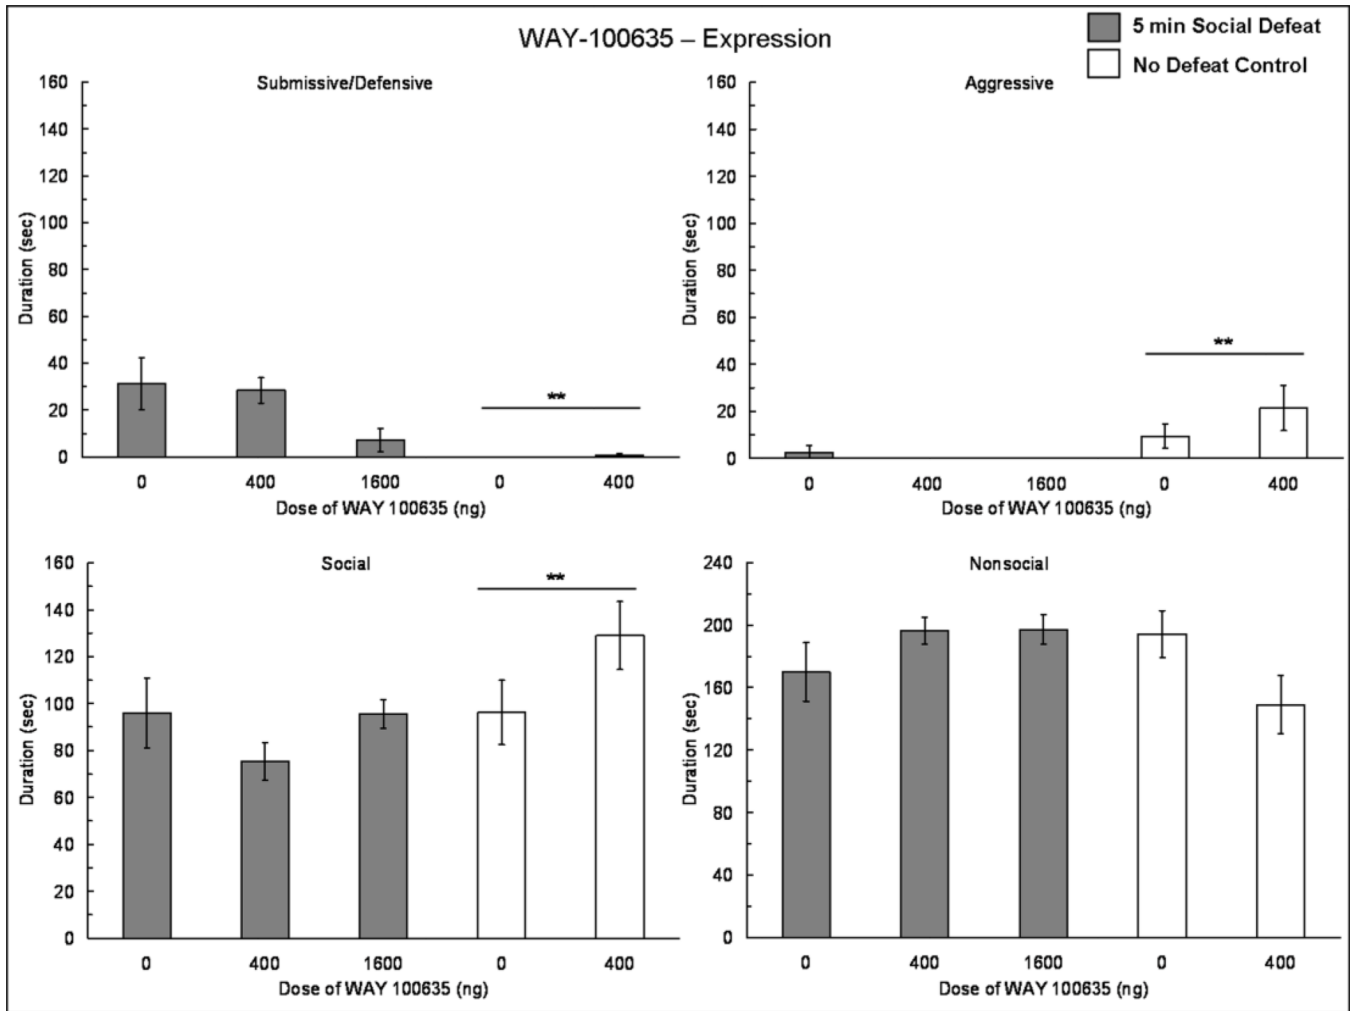 WAY-100635 – Expression
5 min Social Defeat
No Defeat Control
Submissive/Defensive
160
140
120
100
80
60
40
20
0
Duration (sec)
**
0 400 1600 0 400
Dose of WAY 100635 (ng)
Aggressive
160
140
120
100
80
60
40
20
0
Duration (sec)
**
0 400 1600 0 400
Dose of WAY 100635 (ng)
Social
160
140
120
100
80
60
40
20
0
Duration (sec)
**
0 400 1600 0 400
Dose of WAY 100635 (ng)
Nonsocial
240
200
160
120
80
40
0
Duration (sec)
0 400 1600 0 400
Dose of WAY 100635 (ng)